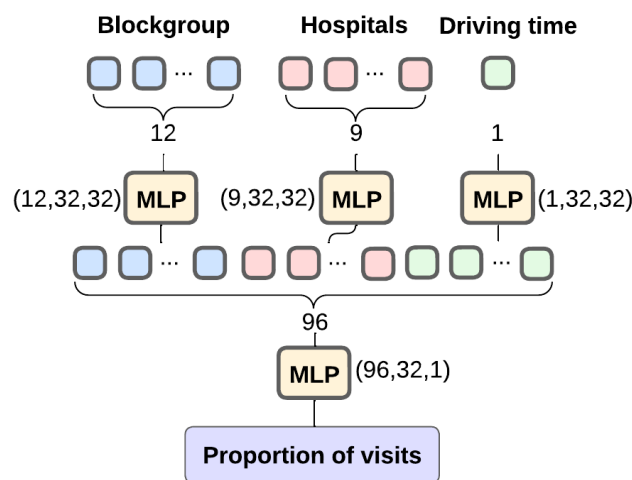 Blockgroup Hospitals Driving time
... ...
12 9 1
(12,32,32) MLP (9,32,32) MLP MLP (1,32,32)
... ... ...
96
MLP (96,32,1)
Proportion of visits